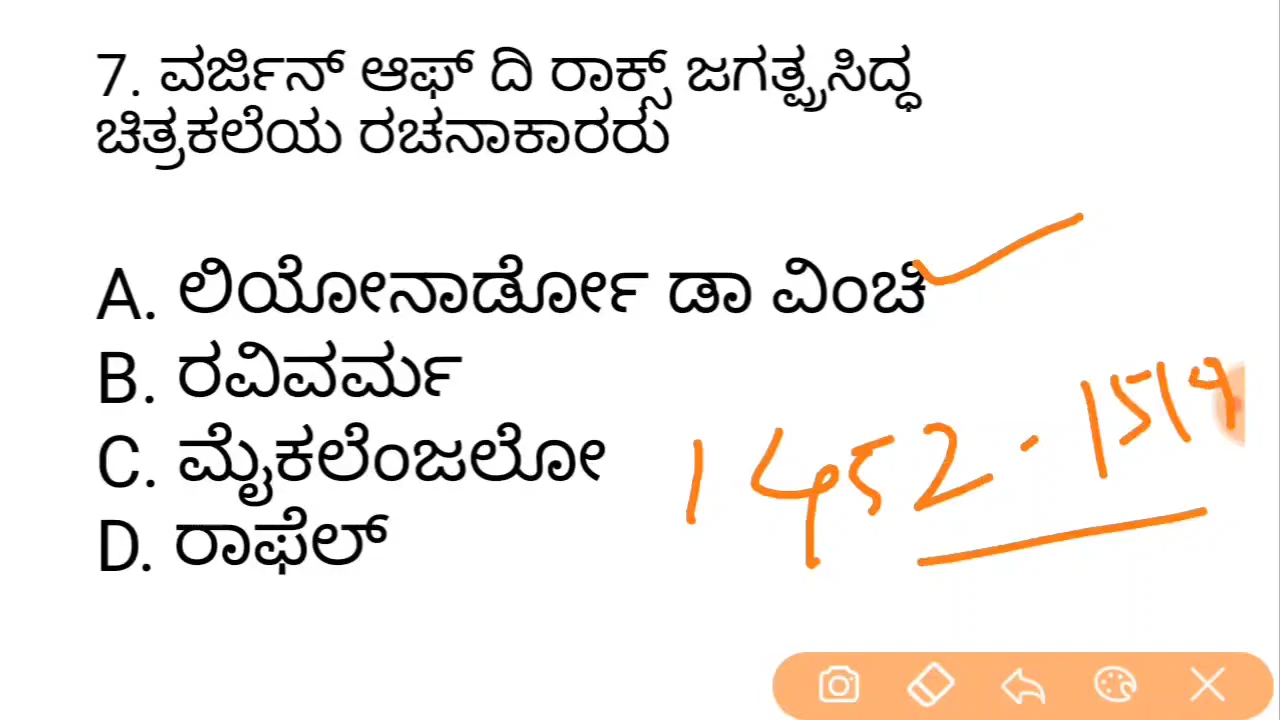 7. ವರ್ಜಿನ್ ಆಫ್ ದಿ ರಾಕ್ಸ್ ಜಗತ್ಪ್ರಸಿದ್ಧ
ಚಿತ್ರಕಲೆಯ ರಚನಾಕಾರರು
A. ಲಿಯೋನಾರ್ಡೋ ಡಾ ವಿಂಚಿ
B. ರವಿವರ್ಮ
C. ಮೈಕಲೆಂಜಲೋ
D. ರಾಫೆಲ್
1452 - 1519